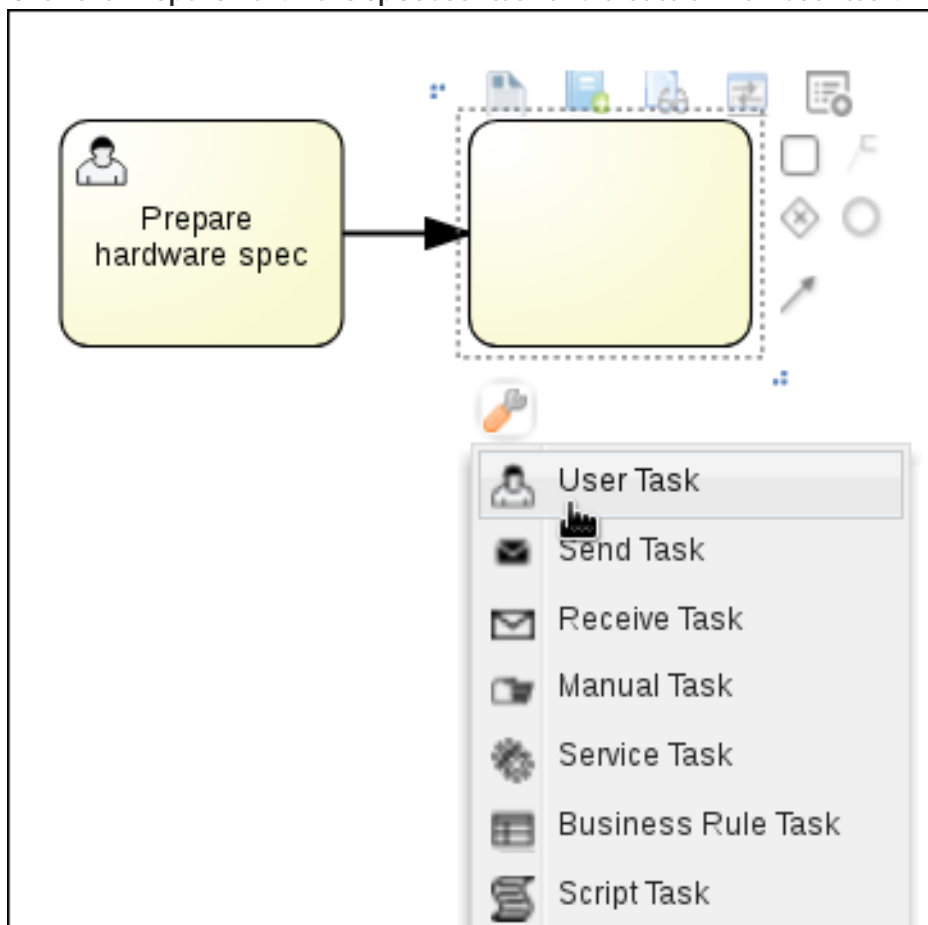 Prepare
hardware spec
User Task
Send Task
Receive Task
Manual Task
Service Task
Business Rule Task
Script Task